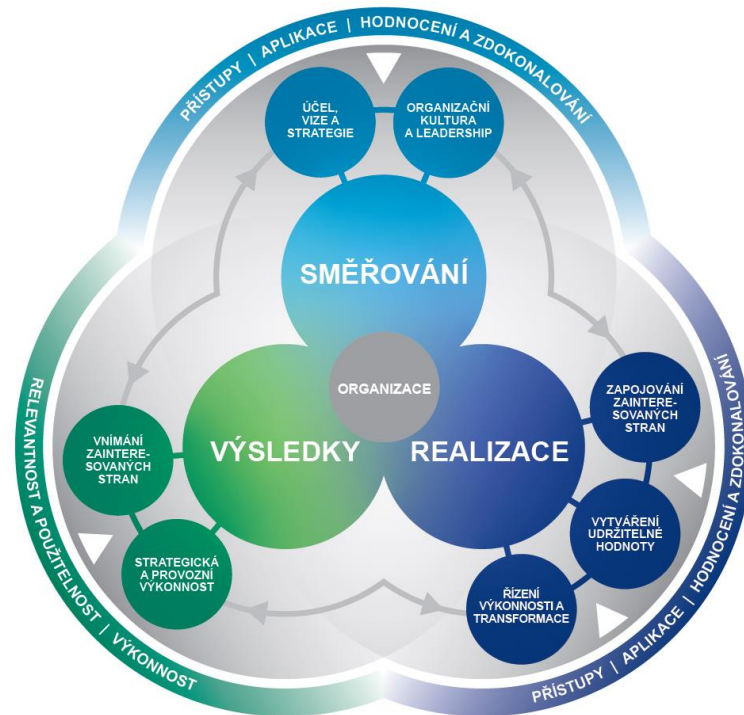 PŘÍSTUPY | APLIKACE | HODNOCENÍ A ZDOKONALOVÁNÍ
ÚČEL,
VIZE A
STRATEGIE
ORGANIZAČNÍ
KULTURA
A LEADERSHIP
SMĚŘOVÁNÍ
ORGANIZACE
VÝSLEDKY
REALIZACE
ZAPOJOVÁNÍ
ZAINTERE-
SOVANÝCH
STRAN
VYTVÁŘENÍ
UDRŽITELNÉ
HODNOTY
ŘÍZENÍ
VÝKONNOSTI A
TRANSFORMACE
VNÍMÁNÍ
ZAINTERE-
SOVANÝCH
STRAN
STRATEGICKÁ
A PROVOZNÍ
VÝKONNOST
RELEVANTNOST A POUŽITELNOST | VÝKONNOST
PŘÍSTUPY | APLIKACE | HODNOCENÍ A ZDOKONALOVÁNÍ